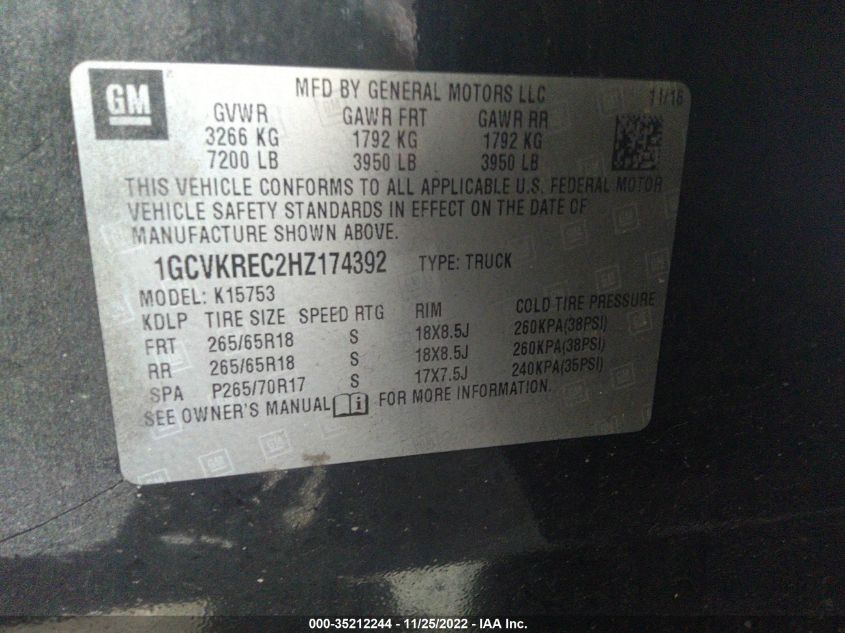 GM
MFD BY GENERAL MOTORS LLC 11/16
GVWR GAWR FRT GAWR RR
3266 KG 1792 KG 1792 KG
7200 LB 3950 LB 3950 LB
THIS VEHICLE CONFORMS TO ALL APPLICABLE U.S. FEDERAL MOTOR
VEHICLE SAFETY STANDARDS IN EFFECT ON THE DATE OF
MANUFACTURE SHOWN ABOVE.
1GCVKREC2HZ174392 TYPE: TRUCK
MODEL: K15753
KDLP TIRE SIZE SPEED RTG RIM COLD TIRE PRESSURE
FRT 265/65R18 S 18X8.5J 260KPA(38PSI)
RR 265/65R18 S 18X8.5J 260KPA(38PSI)
SPA P265/70R17 S 17X7.5J 240KPA(35PSI)
SEE OWNER'S MANUAL i FOR MORE INFORMATION.
000-35212244 - 11/25/2022 - IAA Inc.